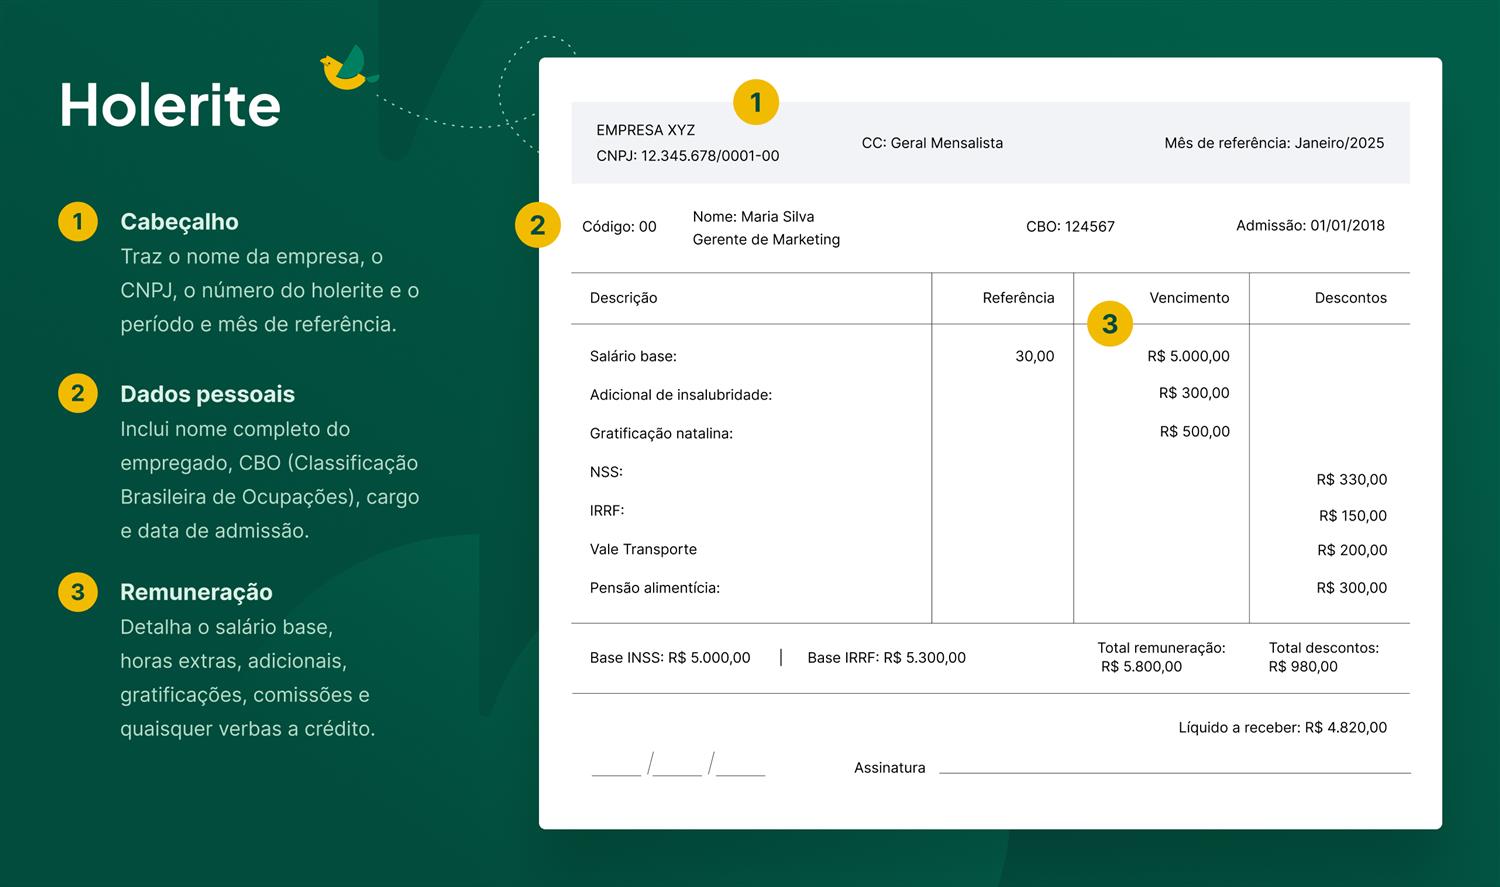 Holerite
1
Cabeçalho
Traz o nome da empresa, o
CNPJ, o número do holerite e o
período e mês de referência.
2
Dados pessoais
Inclui nome completo do
empregado, CBO (Classificação
Brasileira de Ocupações), cargo
e data de admissão.
3
Remuneração
Detalha o salário base,
horas extras, adicionais,
gratificações, comissões e
quaisquer verbas a crédito.
1
EMPRESA XYZ
CNPJ: 12.345.678/0001-00
CC: Geral Mensalista
Mês de referência: Janeiro/2025
2
Código: 00
Nome: Maria Silva
Gerente de Marketing
CBO: 124567
Admissão: 01/01/2018
Descrição Referência Vencimento Descontos
3
Salário base: 30,00 R$ 5.000,00
Adicional de insalubridade: R$ 300,00
Gratificação natalina: R$ 500,00
NSS: R$ 330,00
IRRF: R$ 150,00
Vale Transporte R$ 200,00
Pensão alimentícia: R$ 300,00
Base INSS: R$ 5.000,00 | Base IRRF: R$ 5.300,00
Total remuneração:
R$ 5.800,00
Total descontos:
R$ 980,00
Líquido a receber: R$ 4.820,00
____/____/____ Assinatura